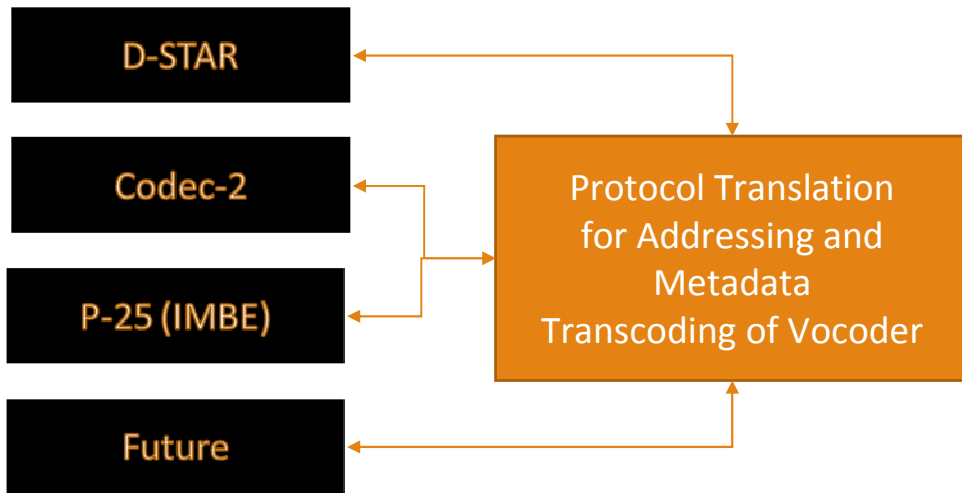 D-STAR
Codec-2
P-25 (IMBE)
Future
Protocol Translation
for Addressing and
Metadata
Transcoding of Vocoder